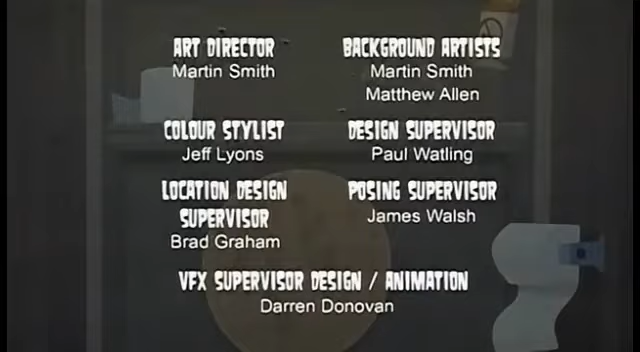 ART DIRECTOR
Martin Smith
BACKGROUND ARTISTS
Martin Smith
Matthew Allen
COLOUR STYLIST
Jeff Lyons
DESIGN SUPERVISOR
Paul Watling
LOCATION DESIGN
SUPERVISOR
Brad Graham
POSING SUPERVISOR
James Walsh
VFX SUPERVISOR DESIGN / ANIMATION
Darren Donovan